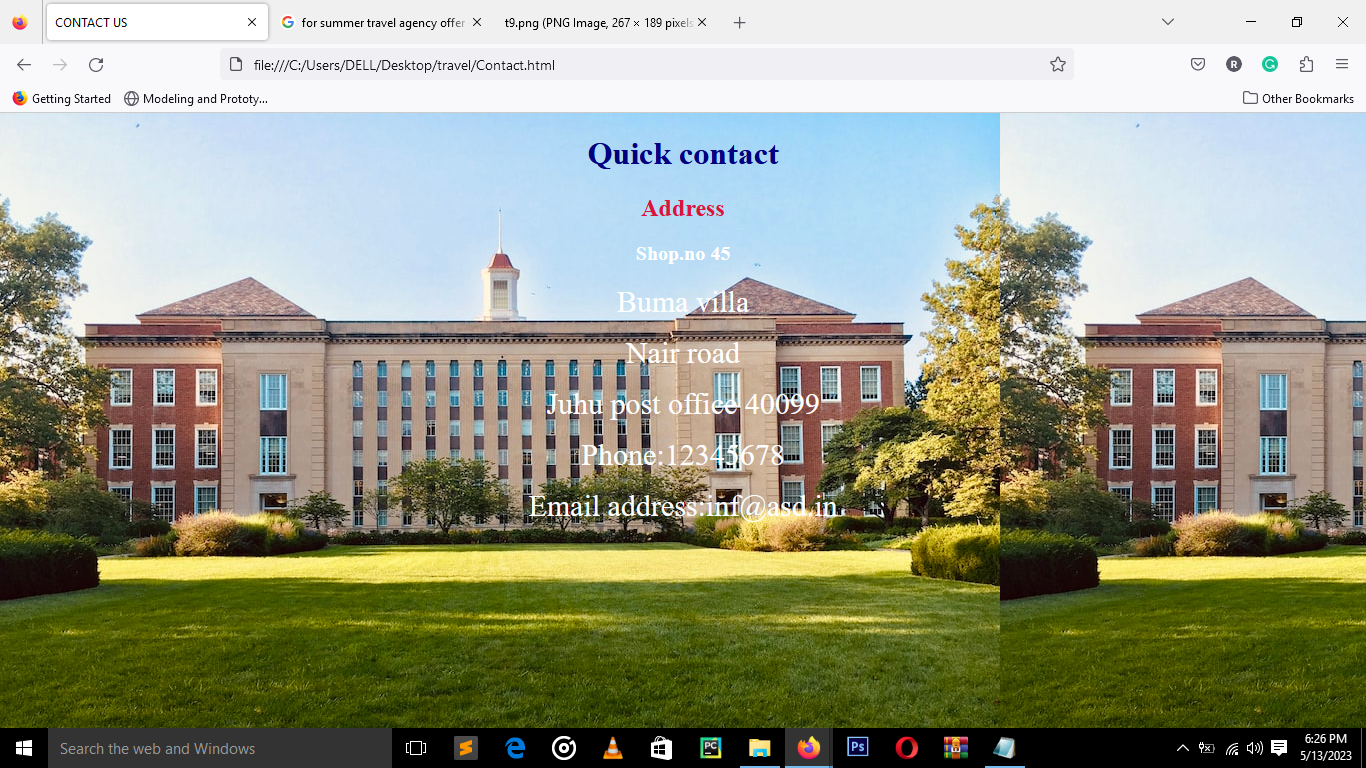 CONTACT US
for summer travel agency offer
t9.png (PNG Image, 267 × 189 pixels
file:///C:/Users/DELL/Desktop/travel/Contact.html
R
Getting Started
Modeling and Prototy...
Other Bookmarks
Quick contact
Address
Shop.no 45
Buma villa
Nair road
Juhu post office 40099
Phone:12345678
Email address:inf@asd.in.
Search the web and Windows
PC
Ps
6:26 PM
5/13/2023